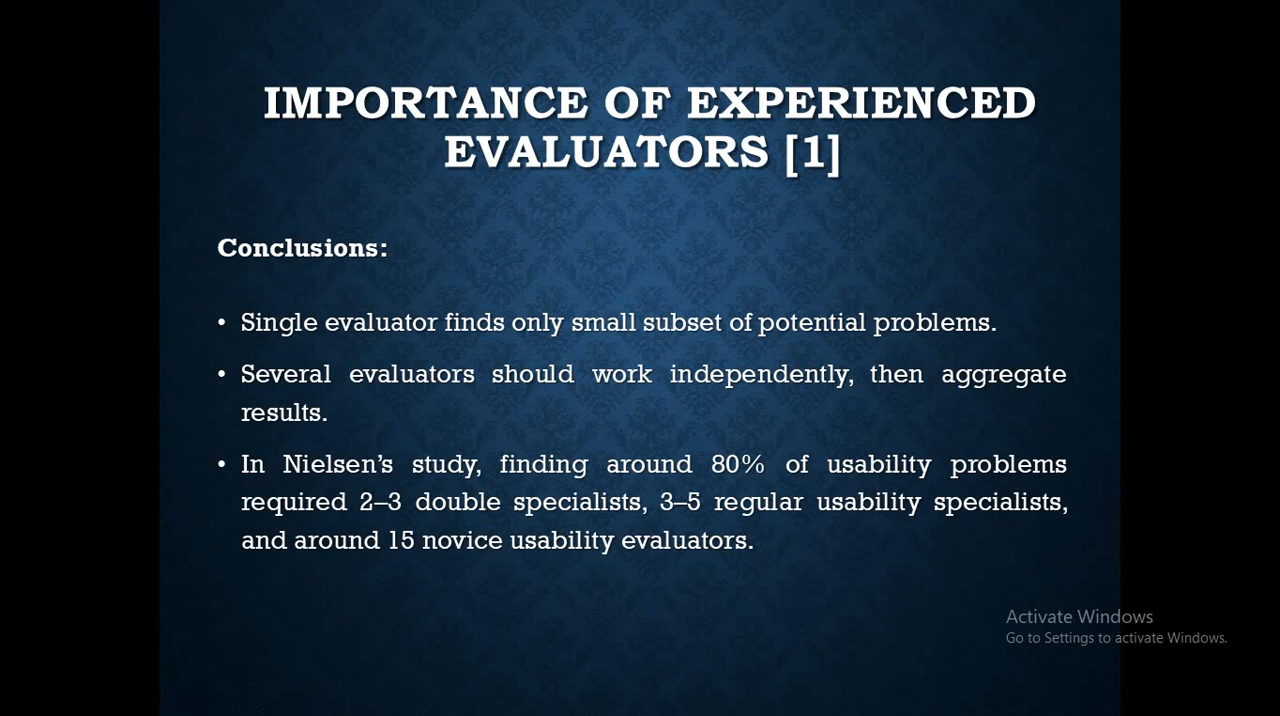 IMPORTANCE OF EXPERIENCED
EVALUATORS [1]
Conclusions:
• Single evaluator finds only small subset of potential problems.
• Several evaluators should work independently, then aggregate
results.
• In Nielsen’s study, finding around 80% of usability problems
required 2–3 double specialists, 3–5 regular usability specialists,
and around 15 novice usability evaluators.
Activate Windows
Go to Settings to activate Windows.